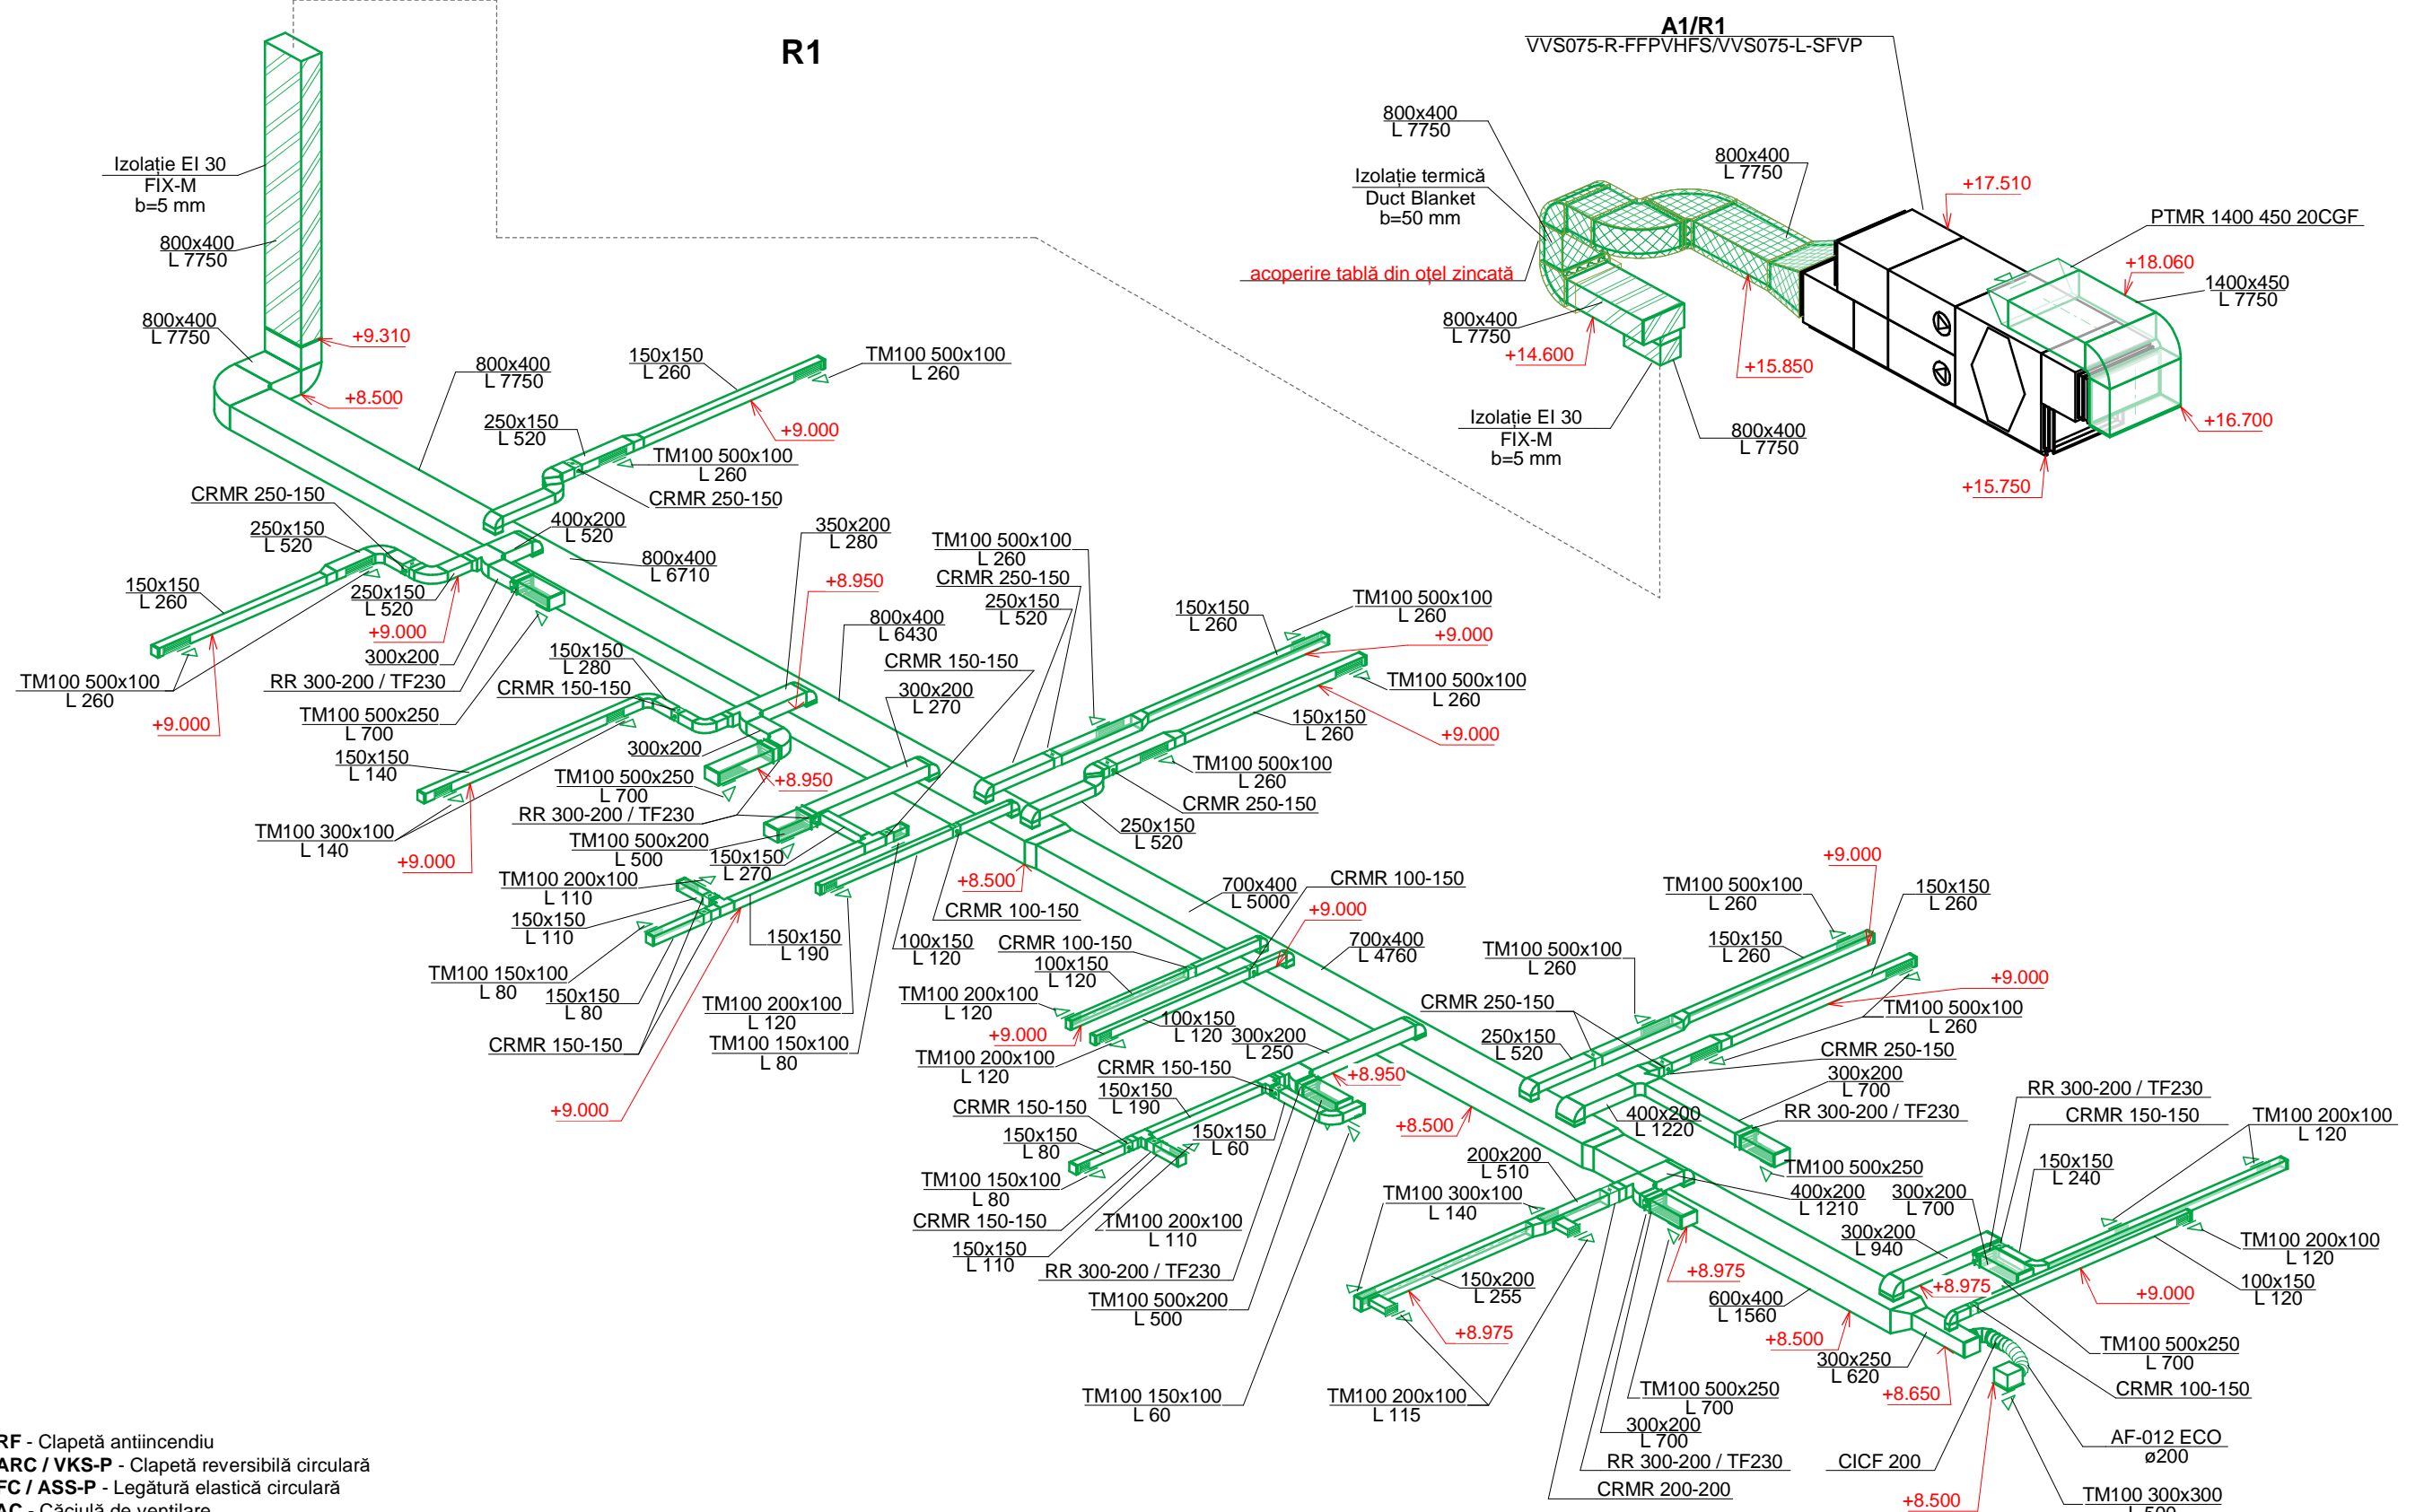 R1
A1/R1
VVS075-R-FFPVHFS/VVS075-L-SFVP
800x400
L 7750
Izolație termică
Duct Blanket
b=50 mm
acoperire tablă din oțel zincată
800x400
L 7750
+17.510
PTMR 1400 450 20CGF
+18.060
1400x450
L 7750
800x400
L 7750
+14.600
+15.850
+16.700
+15.750
Izolație EI 30
FIX-M
b=5 mm
800x400
L 7750
Izolație EI 30
FIX-M
b=5 mm
800x400
L 7750
800x400
L 7750
+9.310
+8.500
800x400
L 7750
150x150
L 260
TM100 500x100
L 260
+9.000
250x150
L 520
TM100 500x100
L 260
CRMR 250-150
CRMR 250-150
250x150
L 520
400x200
L 520
800x400
L 6710
350x200
L 280
+8.950
150x150
L 260
250x150
L 520
+9.000
300x200
RR 300-200 / TF230
TM100 500x100
L 260
+9.000
TM100 500x250
L 700
150x150
L 280
CRMR 150-150
800x400
L 6430
CRMR 150-150
300x200
L 270
TM100 500x100
L 260
CRMR 250-150
250x150
L 520
150x150
L 260
TM100 500x100
L 260
+9.000
TM100 500x100
L 260
150x150
L 260
+9.000
TM100 500x100
L 260
CRMR 250-150
250x150
L 520
300x200
150x150
L 140
+8.950
TM100 500x250
L 700
RR 300-200 / TF230
TM100 300x100
L 140
+9.000
TM100 500x200
L 500
150x150
L 270
TM100 200x100
L 110
150x150
L 110
TM100 150x100
L 80
150x150
L 80
CRMR 150-150
+9.000
150x150
L 190
100x150
L 120
CRMR 100-150
+8.500
TM100 200x100
L 120
TM100 150x100
L 80
700x400
L 5000
CRMR 100-150
+9.000
700x400
L 4760
CRMR 100-150
100x150
L 120
TM100 200x100
L 120
+9.000
TM100 200x100
L 120
100x150
L 120
300x200
L 250
+8.950
CRMR 150-150
150x150
L 190
CRMR 150-150
150x150
L 80
150x150
L 60
TM100 150x100
L 80
CRMR 150-150
150x150
L 110
TM100 200x100
L 110
RR 300-200 / TF230
TM100 500x200
L 500
TM100 150x100
L 60
+8.500
+9.000
TM100 500x100
L 260
150x150
L 260
TM100 500x100
L 260
150x150
L 260
+9.000
TM100 500x100
L 260
CRMR 250-150
250x150
L 520
CRMR 250-150
300x200
L 700
RR 300-200 / TF230
400x200
L 1220
TM100 500x250
L 700
200x200
L 510
TM100 300x100
L 140
400x200
L 1210
+8.975
150x200
L 255
+8.975
TM100 200x100
L 115
TM100 500x250
L 700
300x200
L 700
RR 300-200 / TF230
CRMR 200-200
RR 300-200 / TF230
CRMR 150-150
TM100 200x100
L 120
150x150
L 240
300x200
L 700
300x200
L 940
TM100 200x100
L 120
100x150
L 120
+9.000
+8.975
600x400
L 1560
+8.500
300x250
L 620
+8.650
TM100 500x250
L 700
CRMR 100-150
AF-012 ECO
ø200
CICF 200
+8.500
TM100 300x300
L 500
RF - Clapetă antiincendiu
ARC / VKS-P - Clapetă reversibilă circulară
FC / ASS-P - Legătură elastică circulară
AC - Căciulă de ventilare